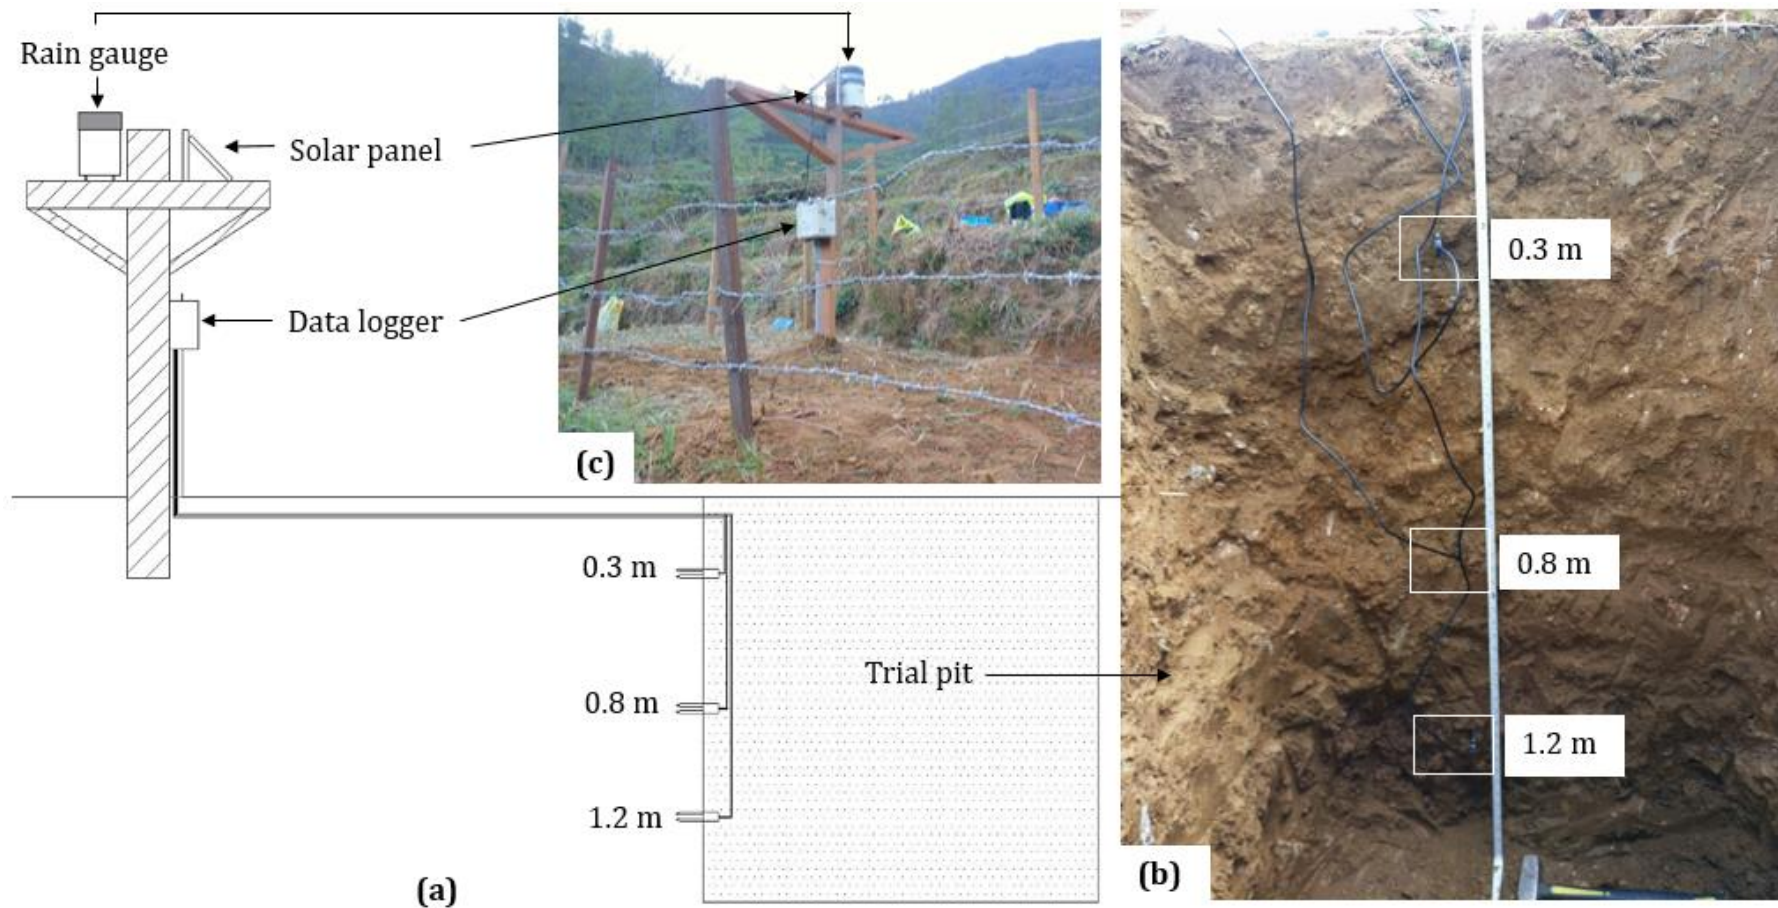 Rain gauge
Solar panel
Data logger
(c)
0.3 m
0.8 m
1.2 m
Trial pit
(a)
0.3 m
0.8 m
1.2 m
(b)